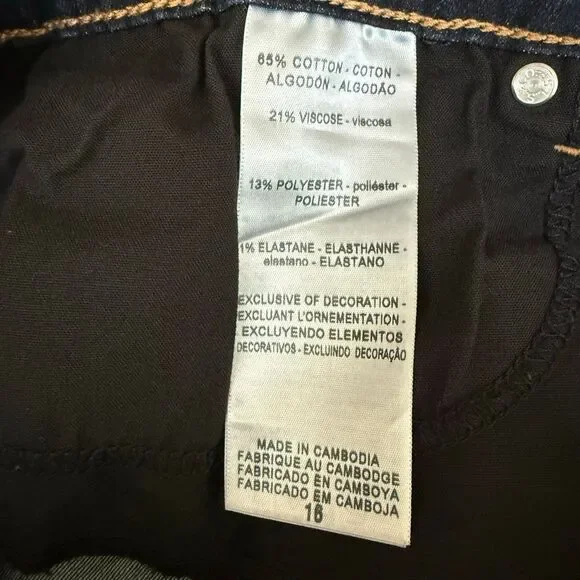 65% COTTON - COTON -
ALGODÓN - ALGODÃO
21% VISCOSE - viscosa
13% POLYESTER - poliéster -
POLIESTER
1% ELASTANE - ELASTHANNE -
elastano - ELASTANO
EXCLUSIVE OF DECORATION -
EXCLUANT L'ORNEMENTATION -
EXCLUYENDO ELEMENTOS
DECORATIVOS - EXCLUINDO DECORAÇÃO
MADE IN CAMBODIA
FABRIQUE AU CAMBODGE
FABRICADO EN CAMBOYA
FABRICADO EM CAMBOJA
16